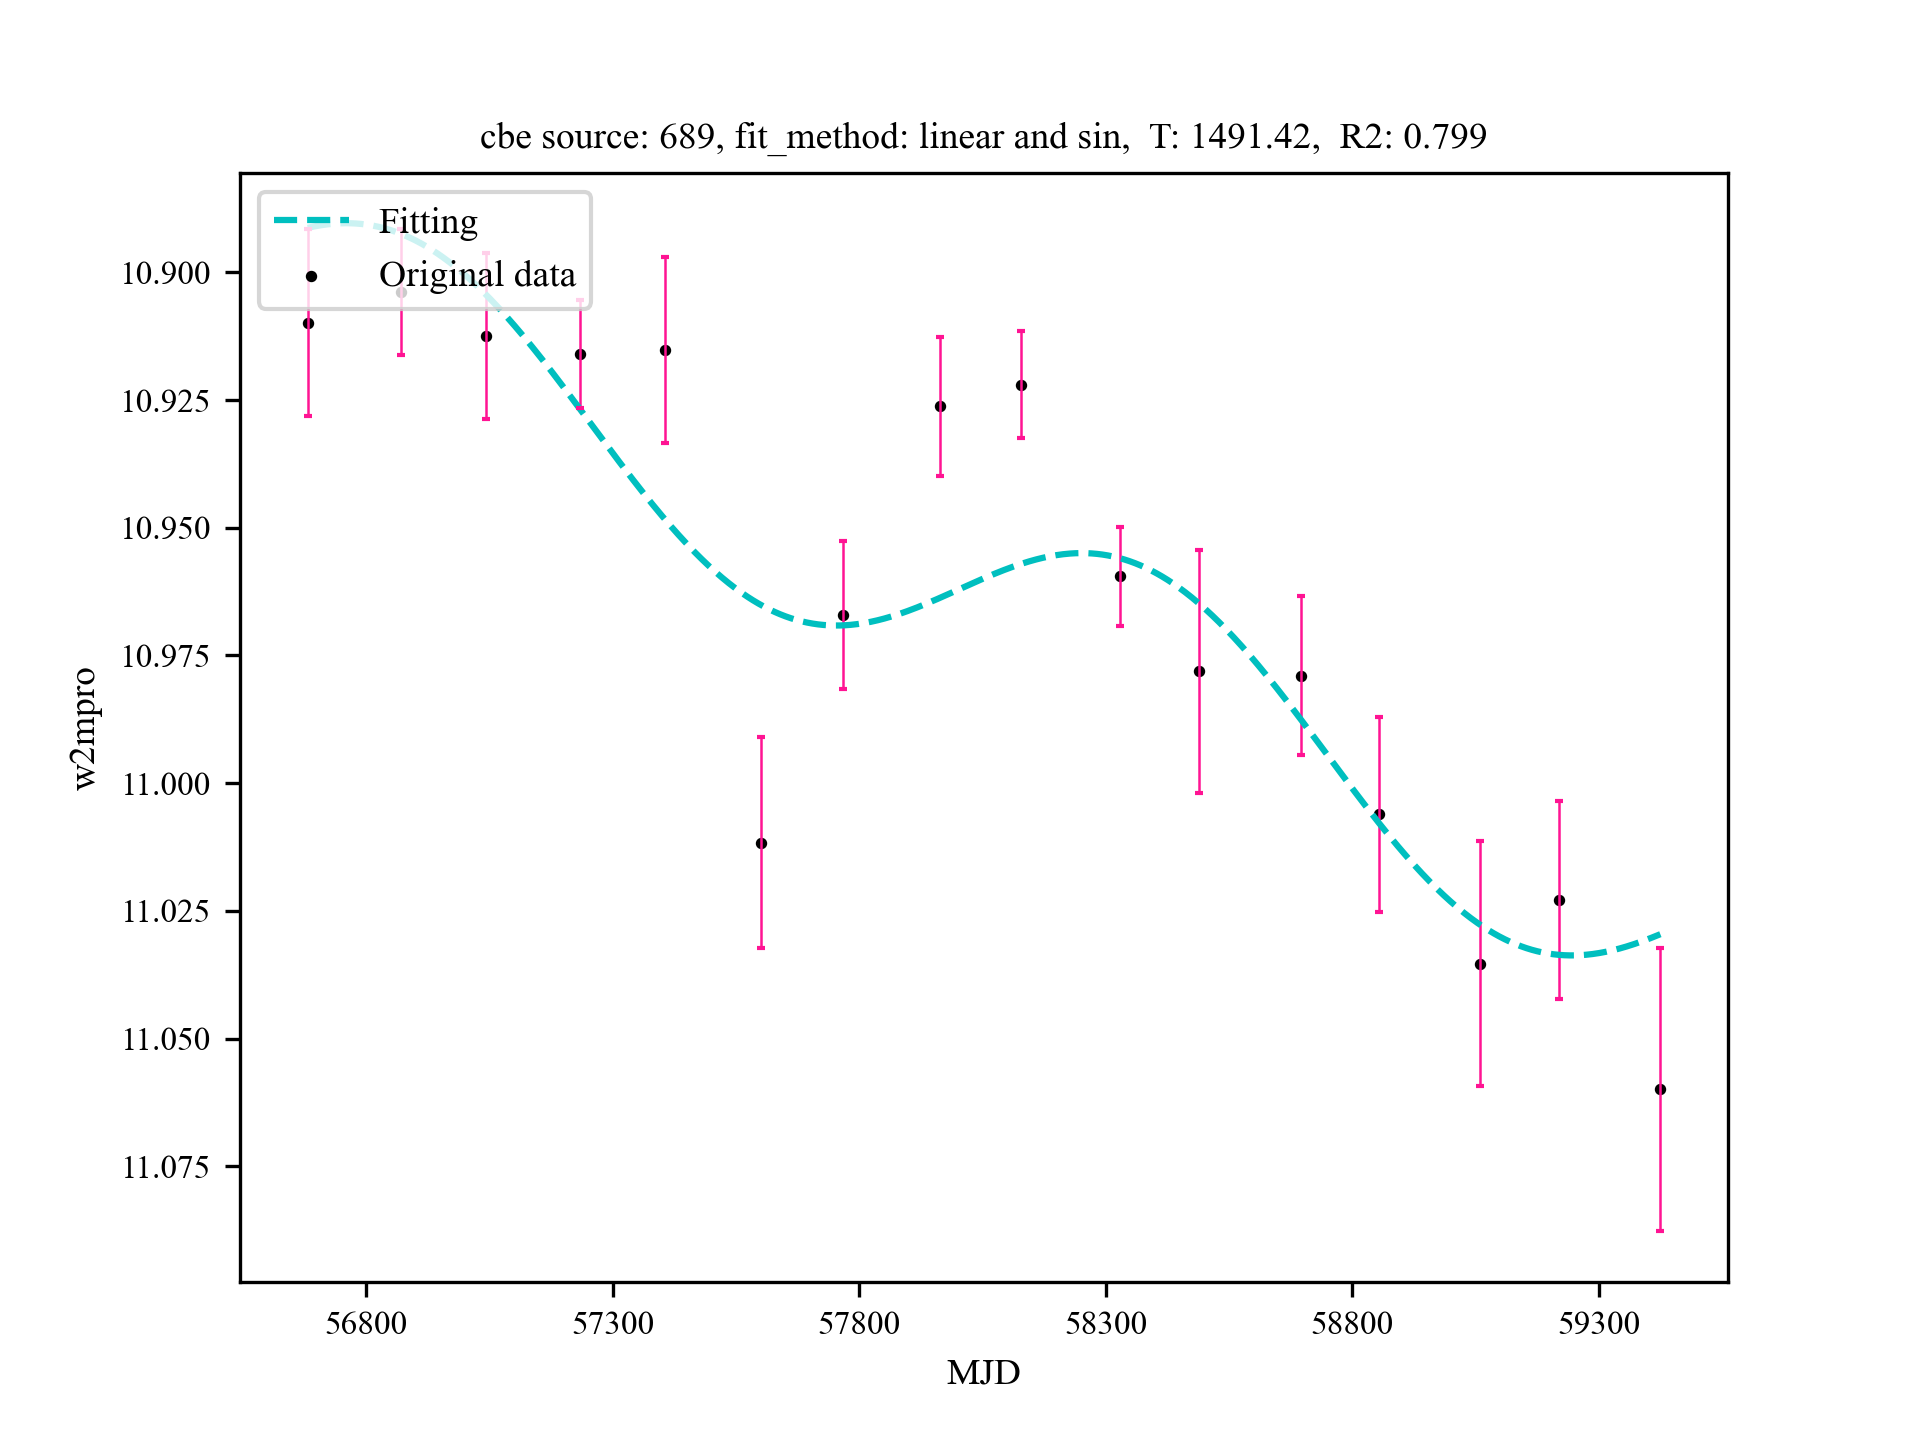 cbe source: 689, fit_method: linear and sin, T: 1491.42, R2: 0.799
Fitting
Original data
10.900
10.925
10.950
10.975
11.000
11.025
11.050
11.075
w2mpro
56800 57300 57800 58300 58800 59300
MJD